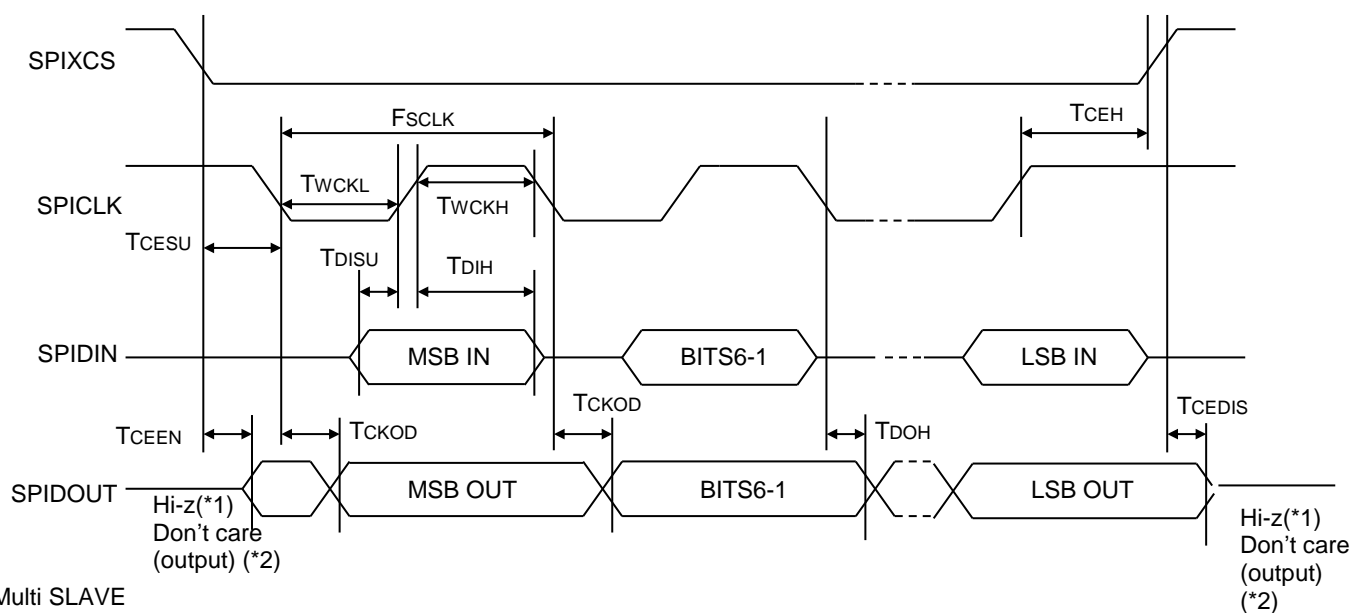 SPIXCS
FSCLK
TCEH
SPICLK
TWCKL
TWCKH
TCESU
TDISU
TDIH
SPIDIN
MSB IN
BITS6-1
LSB IN
TCEEN
TCKOD
TCKOD
TDOH
TCEDIS
SPIDOUT
MSB OUT
BITS6-1
LSB OUT
Hi-z(*1)
Don't care
(output) (*2)
Hi-z(*1)
Don't care
(output)
(*2)
Multi SLAVE